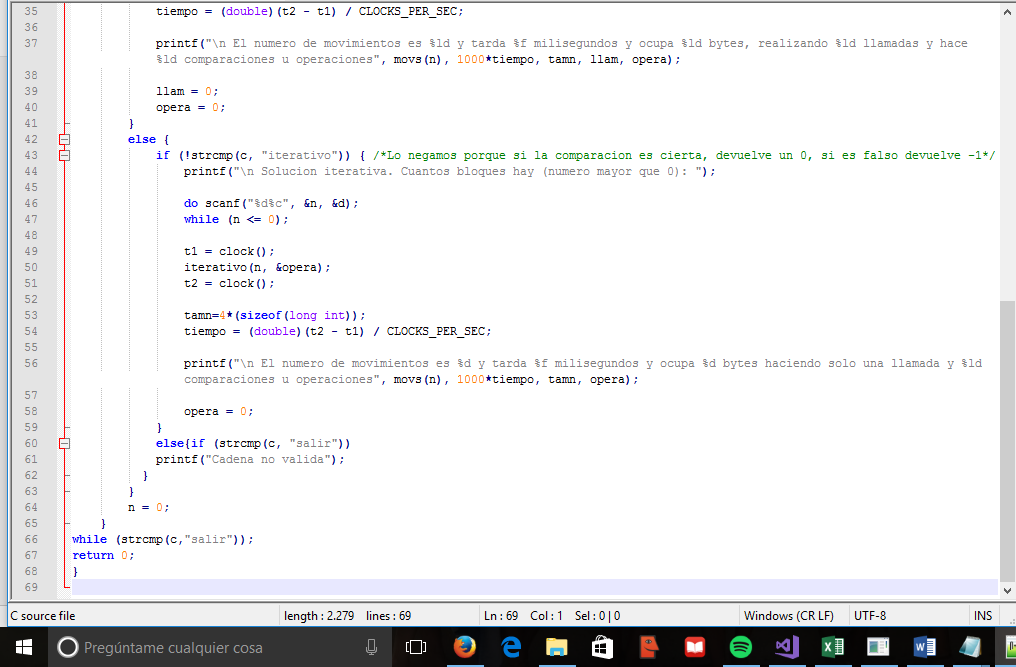 35 tiempo = (double)(t2 - t1) / CLOCKS_PER_SEC;
36
37 printf("\n El numero de movimientos es %ld y tarda %f milisegundos y ocupa %ld bytes, realizando %ld llamadas y hace
%ld comparaciones u operaciones", movs(n), 1000*tiempo, tamn, llam, opera);
38
39 llam = 0;
40 opera = 0;
41 }
42 else {
43 if (!strcmp(c, "iterativo")) { /*Lo negamos porque si la comparacion es cierta, devuelve un 0, si es falso devuelve -1*/
44 printf("\n Solucion iterativa. Cuantos bloques hay (numero mayor que 0): ");
45
46 do scanf("%d%c", &n, &d);
47 while (n <= 0);
48
49 t1 = clock();
50 iterativo(n, &opera);
51 t2 = clock();
52
53 tamn=4*(sizeof(long int));
54 tiempo = (double)(t2 - t1) / CLOCKS_PER_SEC;
55
56 printf("\n El numero de movimientos es %d y tarda %f milisegundos y ocupa %d bytes haciendo solo una llamada y %ld
comparaciones u operaciones", movs(n), 1000*tiempo, tamn, opera);
57
58 opera = 0;
59 }
60 else{if (strcmp(c, "salir"))
61 printf("Cadena no valida");
62 }
63 }
64 n = 0;
65 }
66 while (strcmp(c,"salir"));
67 return 0;
68 }
69
C source file length : 2.279 lines : 69 Ln : 69 Col : 1 Sel : 0 | 0 Windows (CR LF) UTF-8 INS
Pregúntame cualquier cosa